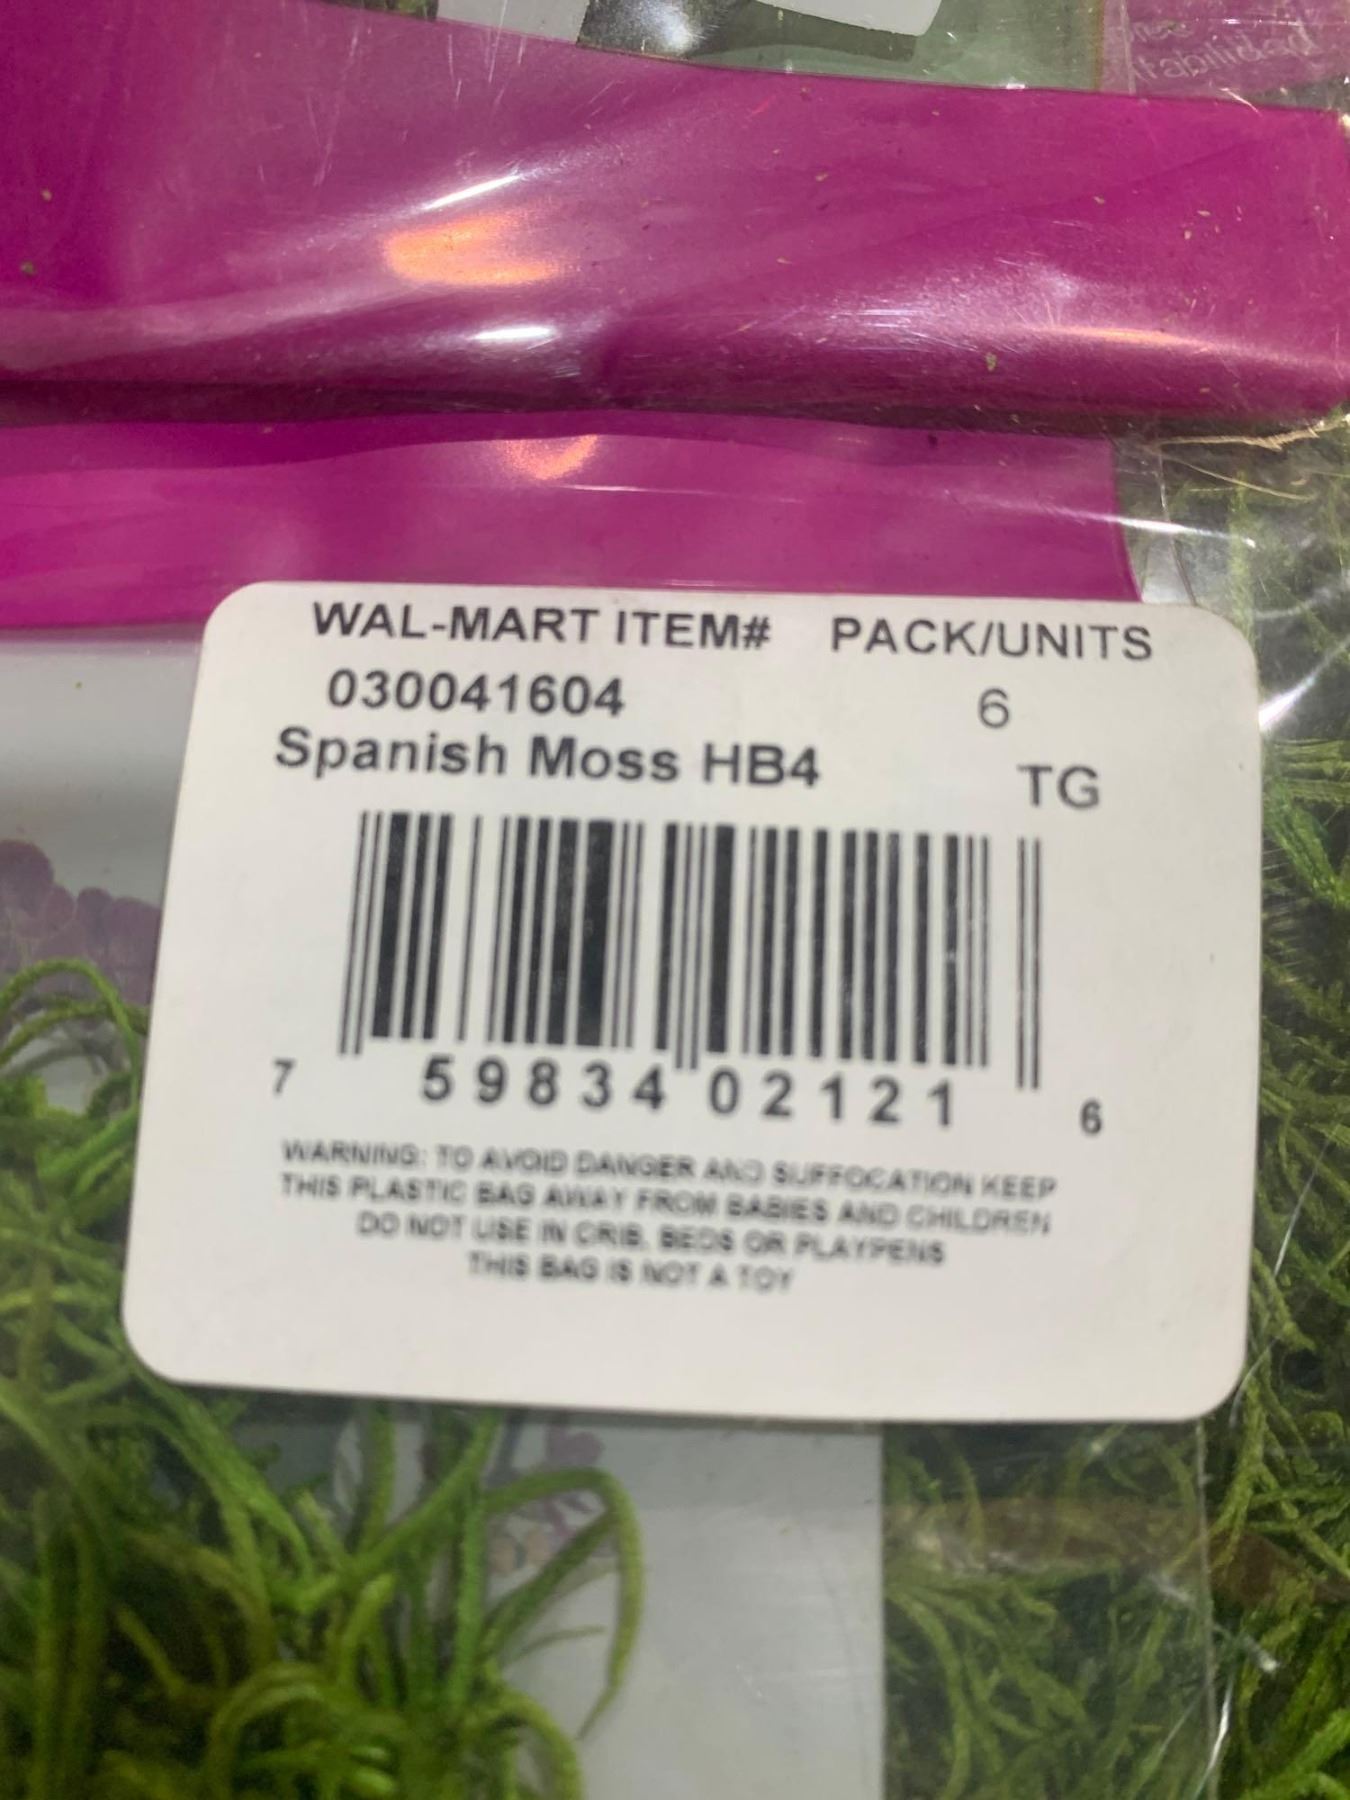 WAL-MART ITEM# PACK/UNITS
030041604 6
Spanish Moss HB4 TG
7 59834 02121 6
WARNING: TO AVOID DANGER AND SUFFOCATION KEEP
THIS PLASTIC BAG AWAY FROM BABIES AND CHILDREN
DO NOT USE IN CRIB, BEDS OR PLAYPENS
THIS BAG IS NOT A TOY